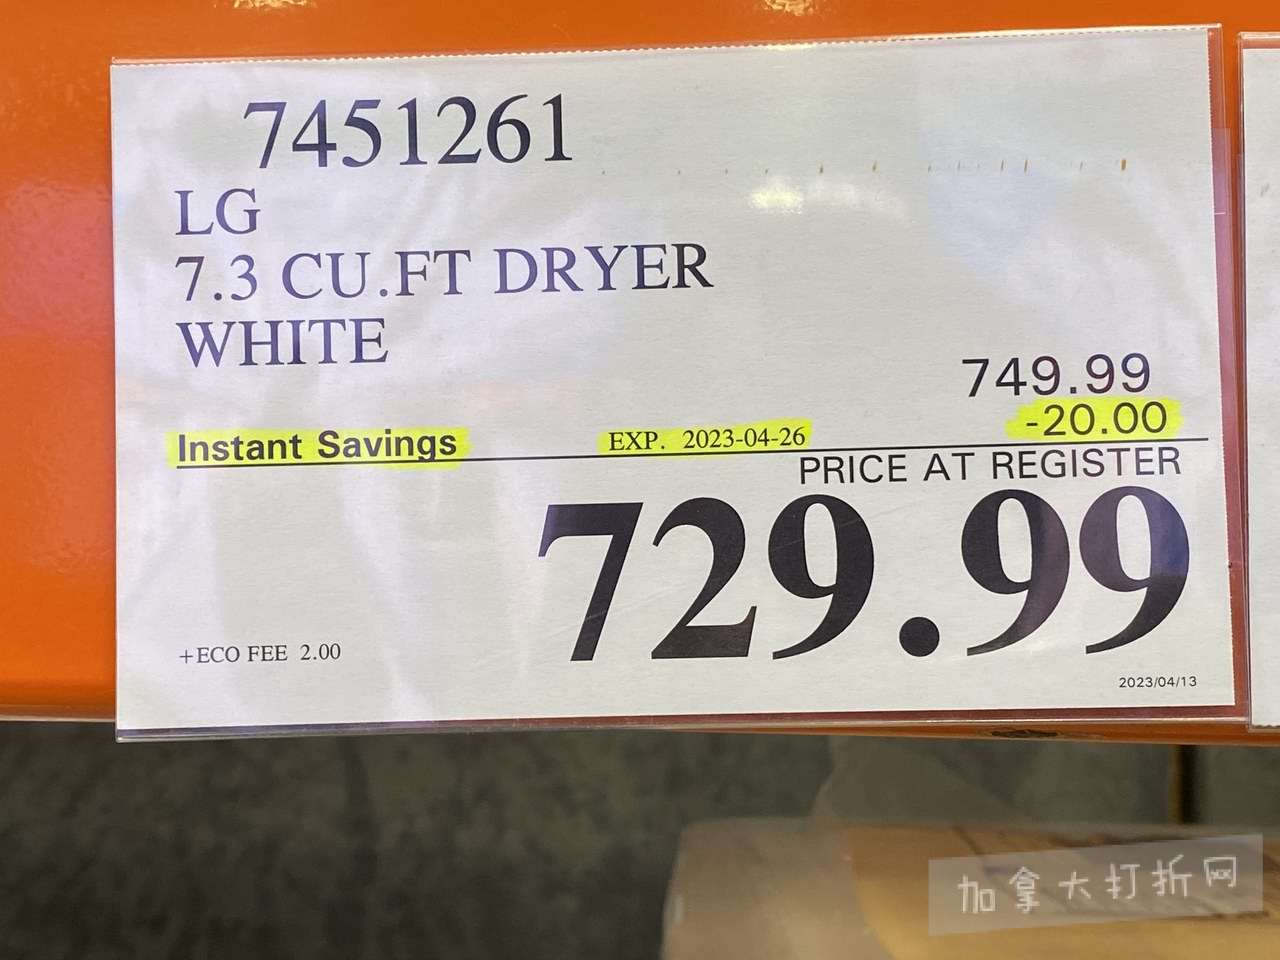 7451261
LG
7.3 CU.FT DRYER
WHITE
749.99
Instant Savings EXP. 2023-04-26 -20.00
PRICE AT REGISTER
729.99
+ECO FEE 2.00
2023/04/13
加拿大打折网